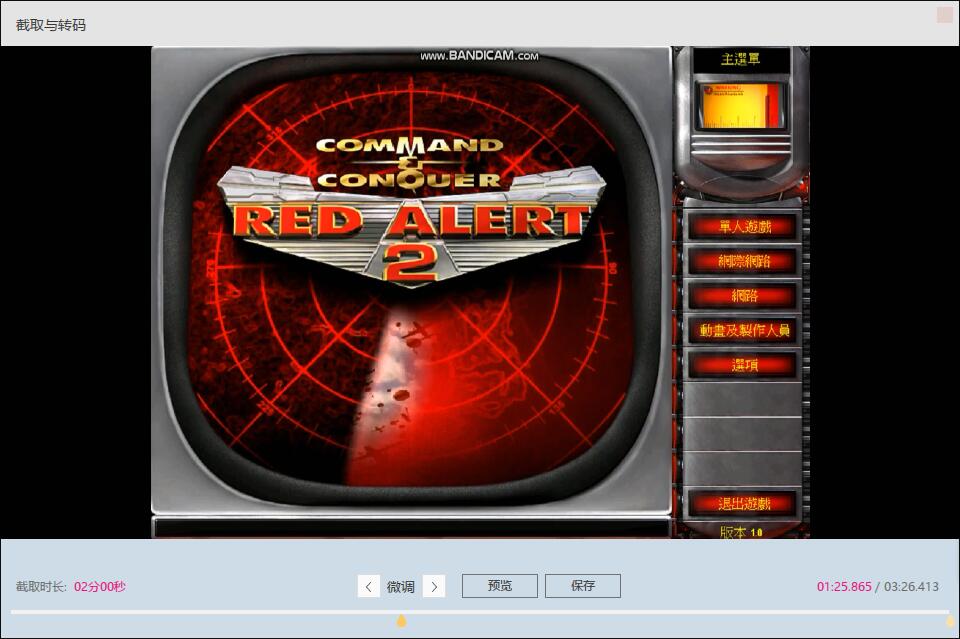 截取与转码
WWW.BANDICAM.COM
主選單
COMMAND
&
CONQUER
RED ALERT
2
單人遊戲
網際網路
網路
動畫及製作人員
選項
退出遊戲
版本 1.0
截取时长: 02分00秒
微调
预览
保存
01:25.865 / 03:26.413